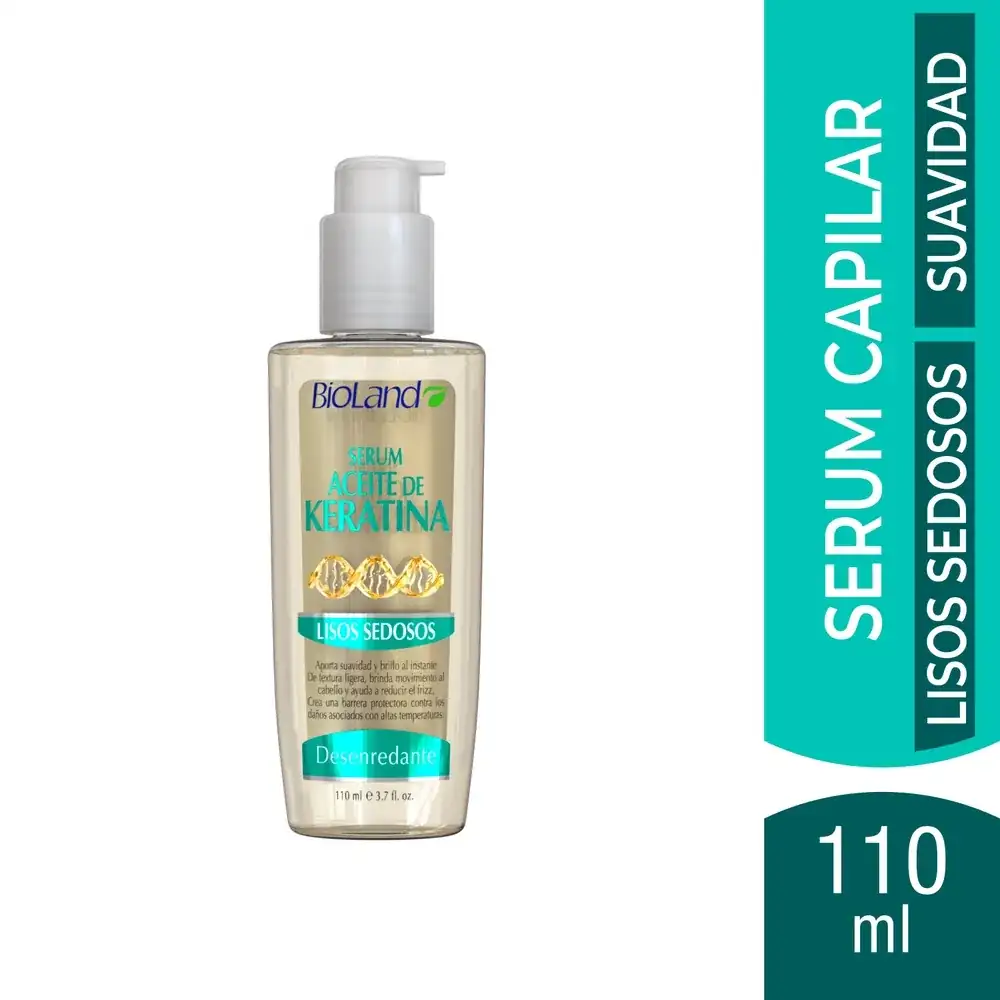 BioLand
SERUM
ACEITE DE
KERATINA
LISOS SEDOSOS
Aporta suavidad y brillo al instante
De textura ligera, brinda movimiento al
cabello y ayuda a reducir el frizz,
Crea una barrera protectora contra los
daños asociados con altas temperaturas.
Desenredante
110 ml e 3.7 fl. oz.
SERUM CAPILAR
LISOS SEDOSOS
SUAVIDAD
110
ml